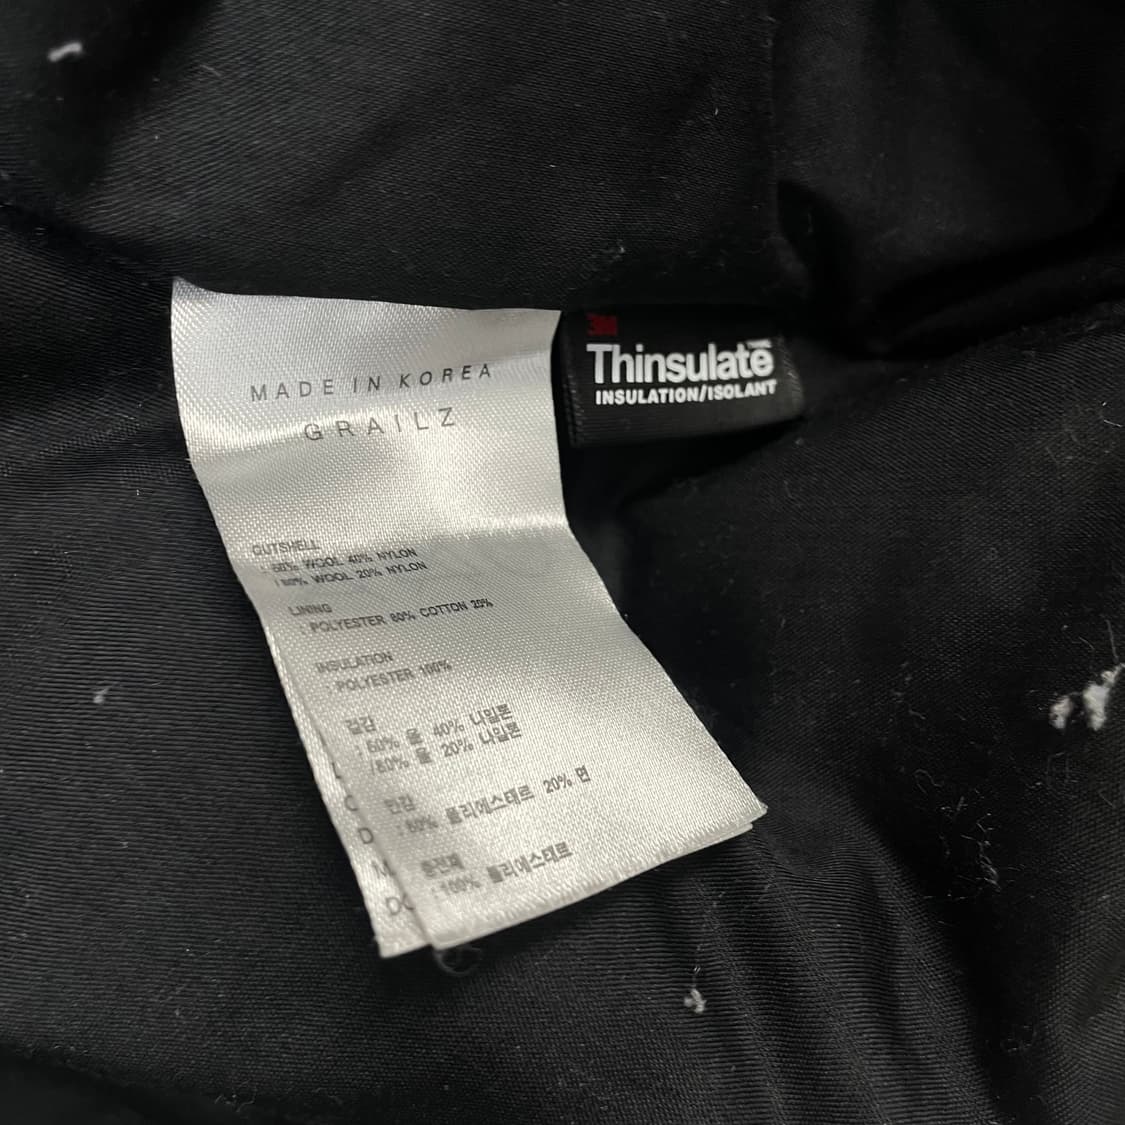 MADE IN KOREA
GRAILZ
OUTSHELL
: 60% WOOL 40% NYLON
/ 80% WOOL 20% NYLON
LINING
: POLYESTER 80% COTTON 20%
INSULATION
: POLYESTER 100%
겉감
: 60% 울 40% 나일론
/80% 울 20% 나일론
안감
: 80% 폴리에스테르 20% 면
충전재
: 100% 폴리에스테르
L
C
D
M
DO
3M
Thinsulate
INSULATION/ISOLANT